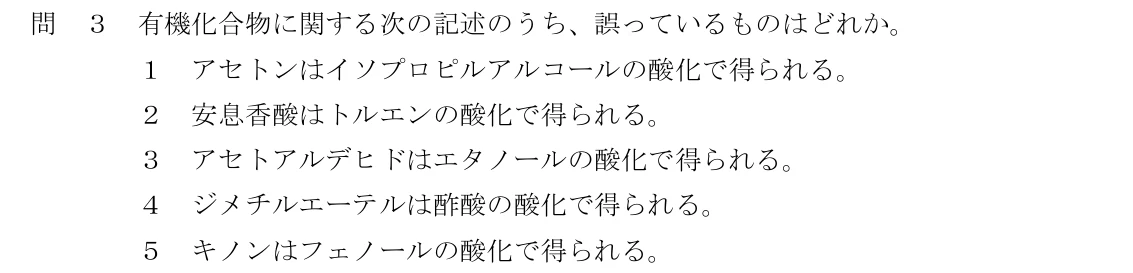 問　３　有機化合物に関する次の記述のうち、誤っているものはどれか。
１　アセトンはイソプロピルアルコールの酸化で得られる。
２　安息香酸はトルエンの酸化で得られる。
３　アセトアルデヒドはエタノールの酸化で得られる。
４　ジメチルエーテルは酢酸の酸化で得られる。
５　キノンはフェノールの酸化で得られる。